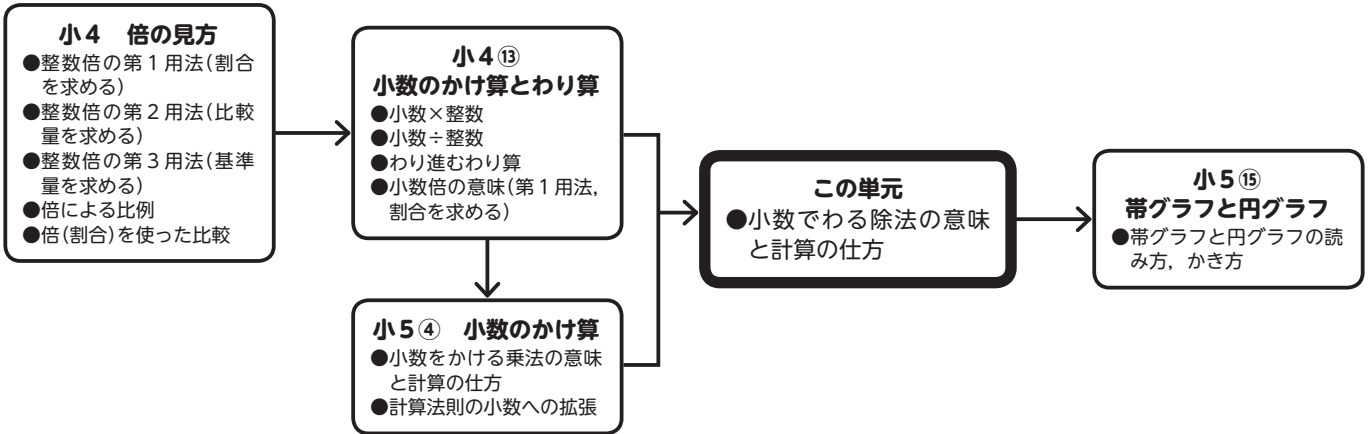 小4　倍の見方
●整数倍の第1用法(割合
を求める)
●整数倍の第2用法(比較
量を求める)
●整数倍の第3用法(基準
量を求める)
●倍による比例
●倍(割合)を使った比較
小4⑬
小数のかけ算とわり算
●小数×整数
●小数÷整数
●わり進むわり算
●小数倍の意味(第1用法,
割合を求める)
小5④　小数のかけ算
●小数をかける乗法の意味
と計算の仕方
●計算法則の小数への拡張
この単元
●小数でわる除法の意味
と計算の仕方
小5⑮
帯グラフと円グラフ
●帯グラフと円グラフの読
み方，かき方